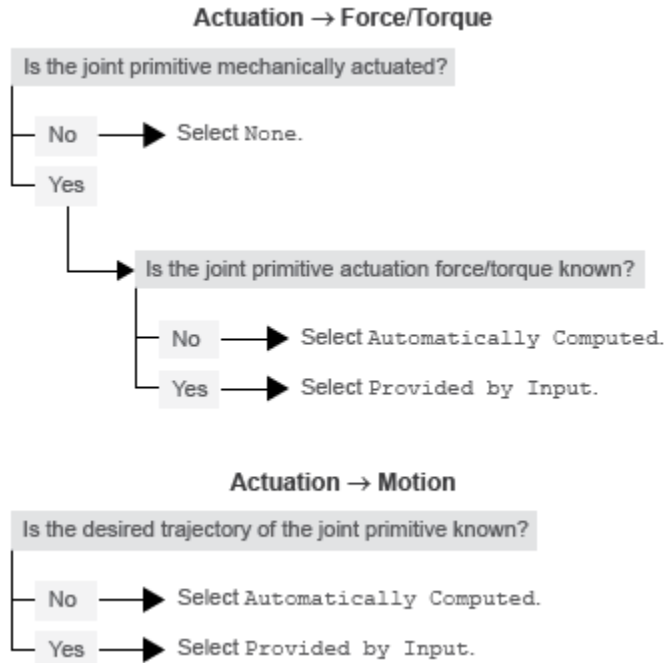 Actuation → Force/Torque
Is the joint primitive mechanically actuated?
No Select None.
Yes
Is the joint primitive actuation force/torque known?
No Select Automatically Computed.
Yes Select Provided by Input.
Actuation → Motion
Is the desired trajectory of the joint primitive known?
No Select Automatically Computed.
Yes Select Provided by Input.